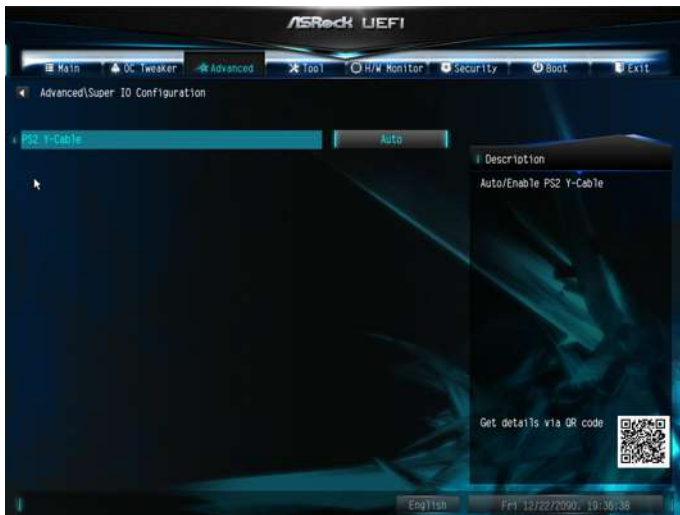 ASRock UEFI
Main OC Tweaker Advanced Tool H/W Monitor Security Boot Exit
Advanced\Super IO Configuration
PS2 Y-Cable Auto
Description
Auto/Enable PS2 Y-Cable
Get details via QR code
English Fri 12/22/2090, 19:36:38